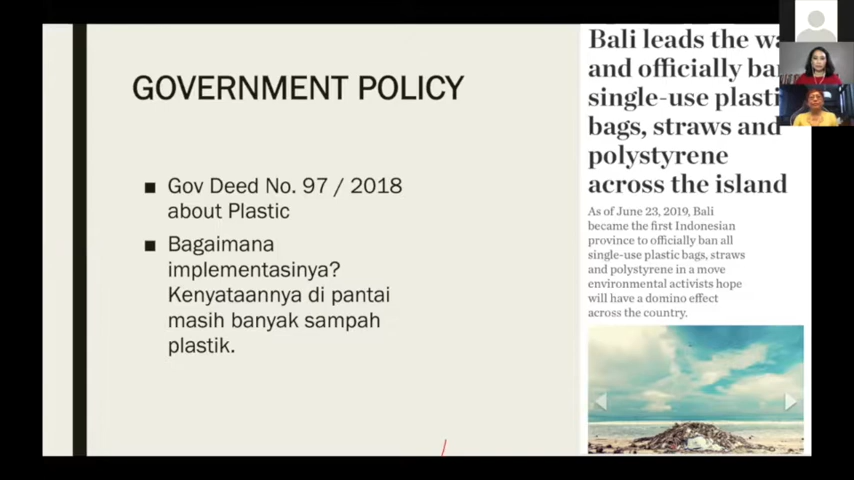 GOVERNMENT POLICY
■ Gov Deed No. 97 / 2018
about Plastic
■ Bagaimana
implementasinya?
Kenyataannya di pantai
masih banyak sampah
plastik.
Bali leads the
and officially
single-use
bags, straws and
polystyrene
across the island
As of June 23, 2019, Bali
became the first Indonesian
province to officially ban all
single-use plastic bags, straws
and polystyrene in a move
environmental activists hope
will have a domino effect
across the country.